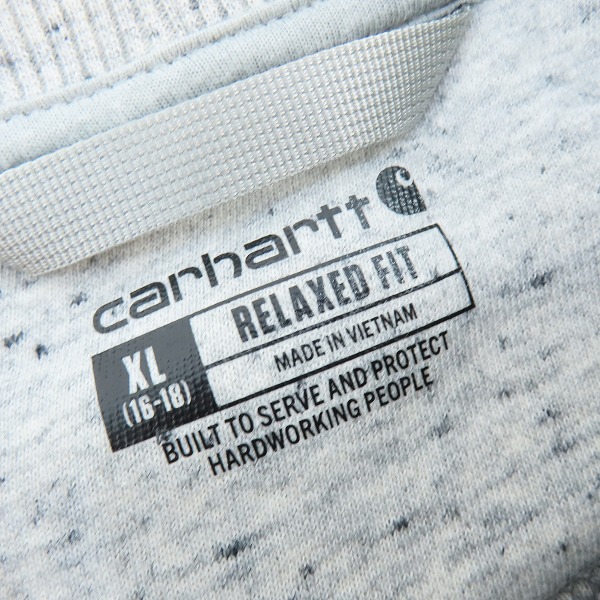 carhartt
XL
(16-18)
RELAXED FIT
MADE IN VIETNAM
BUILT TO SERVE AND PROTECT
HARDWORKING PEOPLE